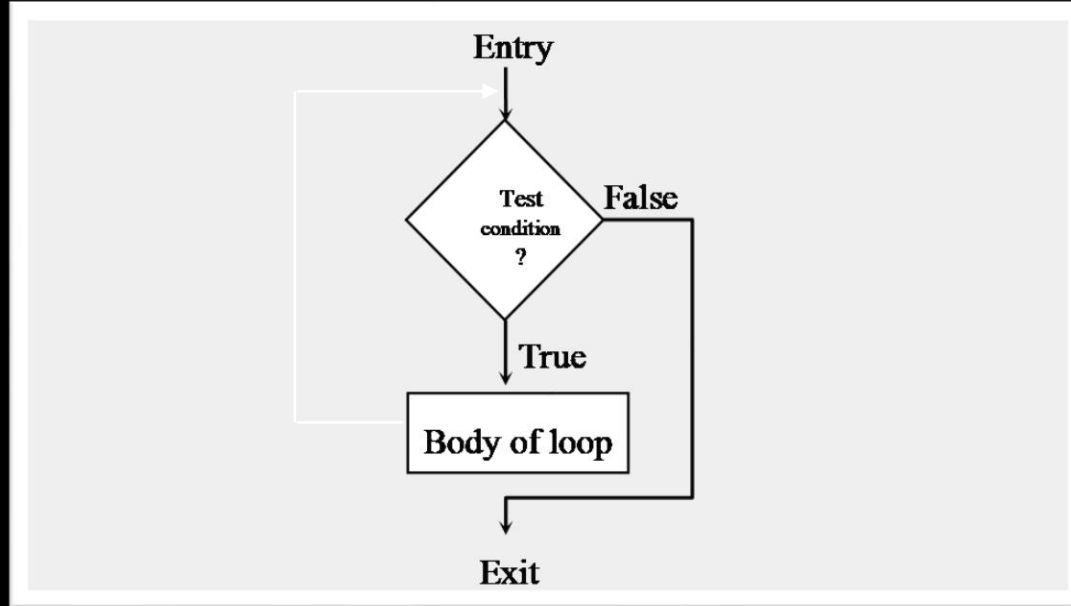 Entry
Test
condition
?
False
True
Body of loop
Exit